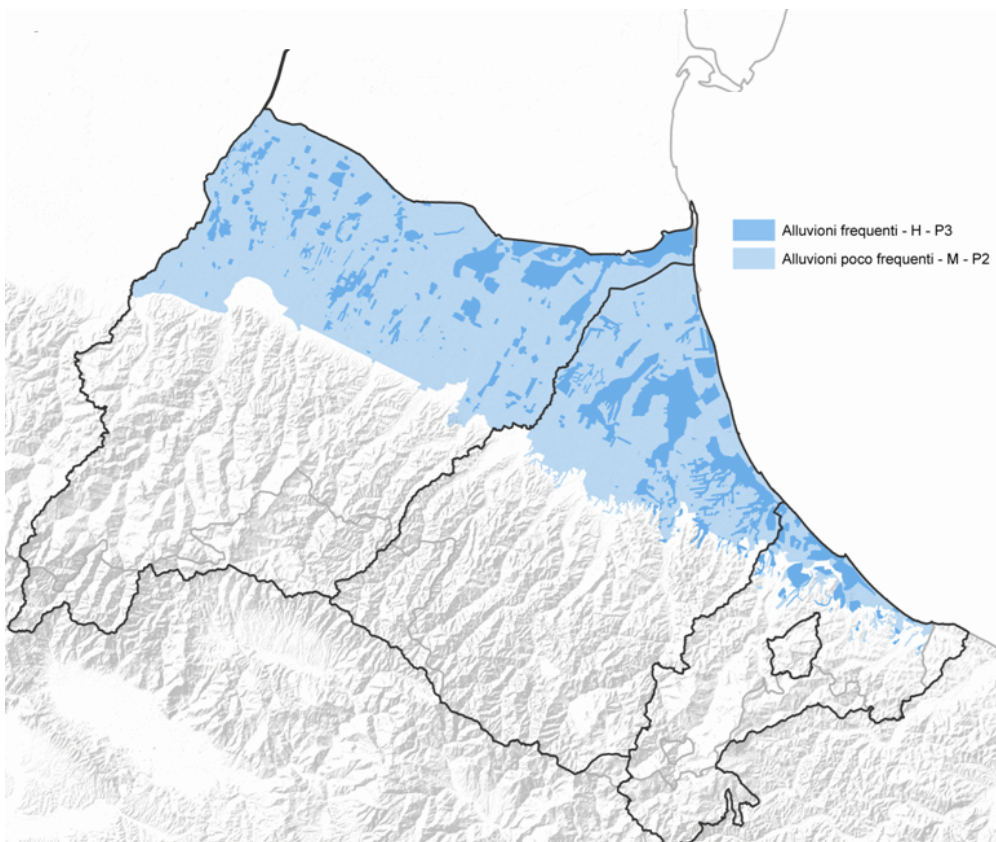 Alluvioni frequenti - H - P3
Alluvioni poco frequenti - M - P2